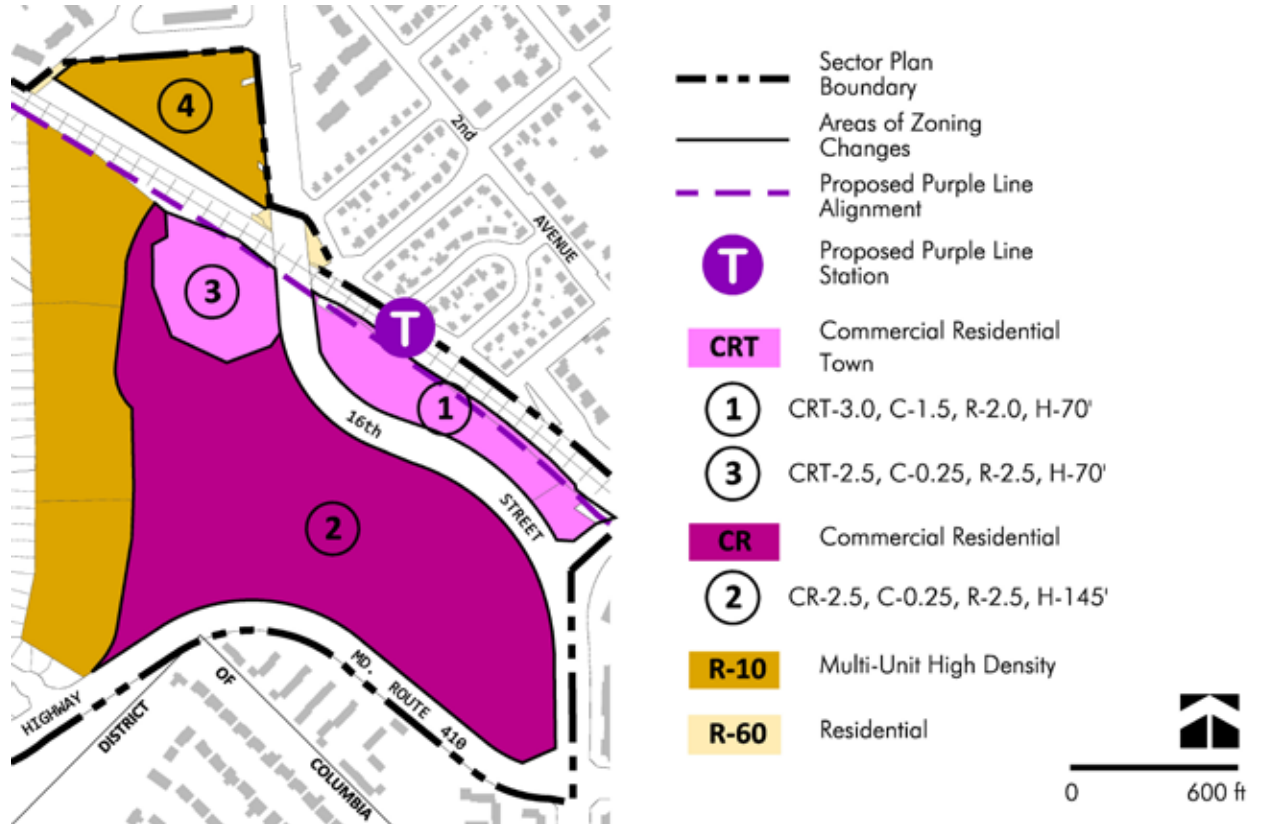 4
2nd
AVENUE
3
T
1
16th
STREET
2
MD.
ROUTE
410
HIGHWAY
DISTRICT
OF
COLUMBIA
Sector Plan
Boundary
Areas of Zoning
Changes
Proposed Purple Line
Alignment
T
Proposed Purple Line
Station
CRT
Commercial Residential
Town
1 CRT-3.0, C-1.5, R-2.0, H-70'
3 CRT-2.5, C-0.25, R-2.5, H-70'
CR Commercial Residential
2 CR-2.5, C-0.25, R-2.5, H-145'
R-10 Multi-Unit High Density
R-60 Residential
0 600 ft